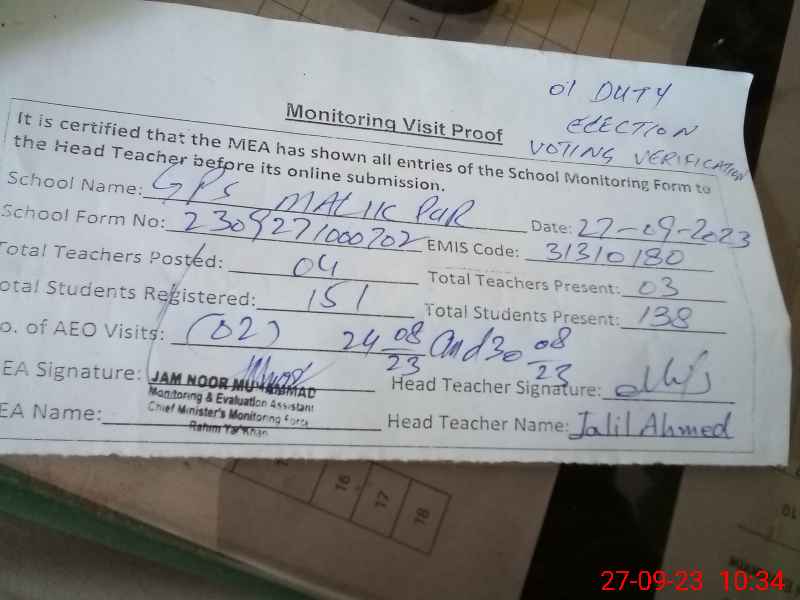 01 DUTY
ELECTION
VOTING VERIFICATION
Monitoring Visit Proof
It is certified that the MEA has shown all entries of the School Monitoring Form to
the Head Teacher before its online submission.
School Name: GPS MALIK PUR Date: 27-09-2023
School Form No: 2309271000702 EMIS Code: 31310180
Total Teachers Posted: 04 Total Teachers Present: 03
otal Students Registered: 151 Total Students Present: 138
o. of AEO Visits: (02) 24 08/23 and 30 08/23
EA Signature: Head Teacher Signature:
JAM NOOR MUHAMMAD
Monitoring & Evaluation Assistant
Chief Minister's Monitoring Force
Rahim Yar Khan
EA Name: Head Teacher Name: Jalil Ahmed
16
17
18
27-09-23 10:34